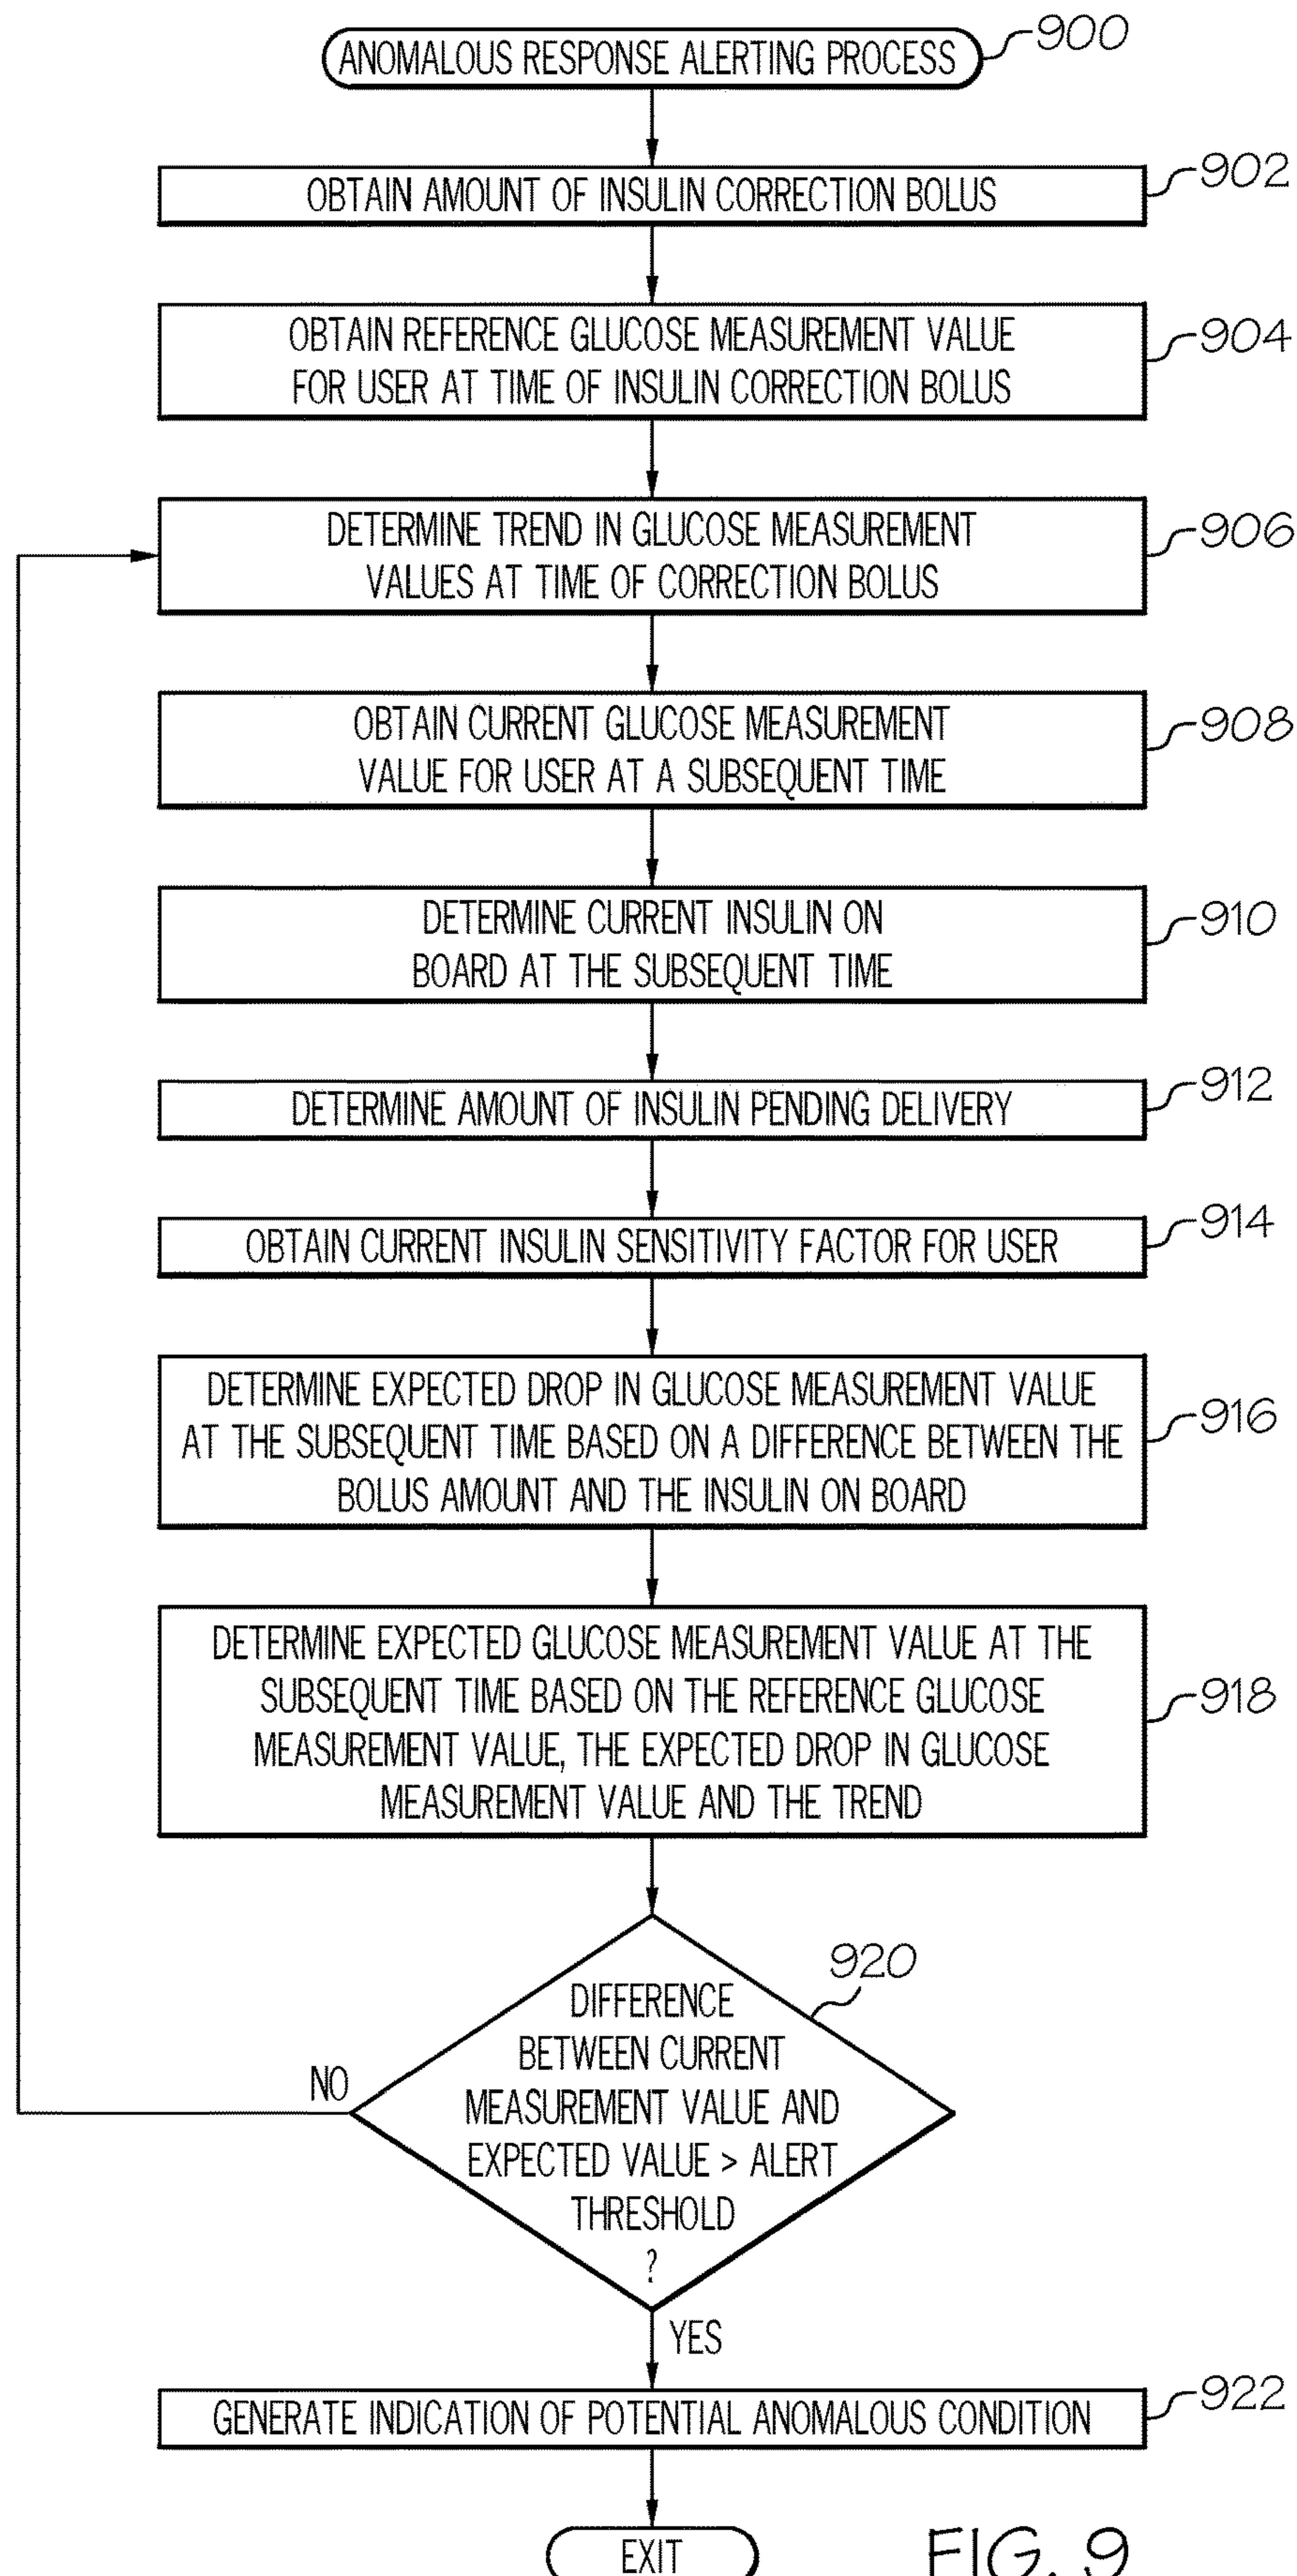 ANOMALOUS RESPONSE ALERTING PROCESS
900
OBTAIN AMOUNT OF INSULIN CORRECTION BOLUS
902
OBTAIN REFERENCE GLUCOSE MEASUREMENT VALUE
FOR USER AT TIME OF INSULIN CORRECTION BOLUS
904
DETERMINE TREND IN GLUCOSE MEASUREMENT
VALUES AT TIME OF CORRECTION BOLUS
906
OBTAIN CURRENT GLUCOSE MEASUREMENT
VALUE FOR USER AT A SUBSEQUENT TIME
908
DETERMINE CURRENT INSULIN ON
BOARD AT THE SUBSEQUENT TIME
910
DETERMINE AMOUNT OF INSULIN PENDING DELIVERY
912
OBTAIN CURRENT INSULIN SENSITIVITY FACTOR FOR USER
914
DETERMINE EXPECTED DROP IN GLUCOSE MEASUREMENT VALUE
AT THE SUBSEQUENT TIME BASED ON A DIFFERENCE BETWEEN THE
BOLUS AMOUNT AND THE INSULIN ON BOARD
916
DETERMINE EXPECTED GLUCOSE MEASUREMENT VALUE AT THE
SUBSEQUENT TIME BASED ON THE REFERENCE GLUCOSE
MEASUREMENT VALUE, THE EXPECTED DROP IN GLUCOSE
MEASUREMENT VALUE AND THE TREND
918
920
DIFFERENCE
BETWEEN CURRENT
MEASUREMENT VALUE AND
EXPECTED VALUE > ALERT
THRESHOLD
?
NO
YES
GENERATE INDICATION OF POTENTIAL ANOMALOUS CONDITION
922
EXIT
FIG. 9